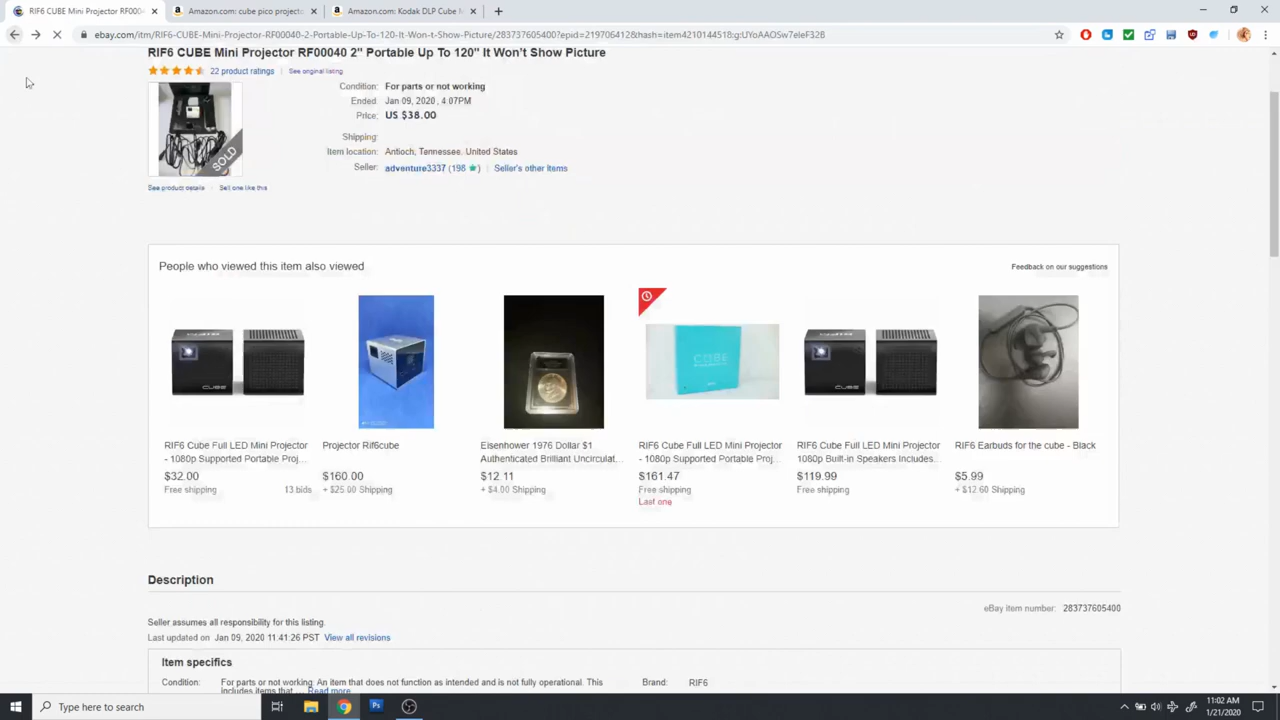 RIF6 CUBE Mini Projector RF000-
Amazon.com: cube pico projecto
Amazon.com: Kodak DLP Cube M
ebay.com/itm/RIF6-CUBE-Mini-Projector-RF00040-2-Portable-Up-To-120-It-Won-t-Show-Picture/283737605400?epid=219706412&hash=item4210144518:g:UYoAAOSw7eleF32B
RIF6 CUBE Mini Projector RF00040 2" Portable Up To 120" It Won't Show Picture
22 product ratings | See original listing
Condition: For parts or not working
Ended: Jan 09, 2020 , 4:07PM
Price: US $38.00
Shipping:
Item location: Antioch, Tennessee, United States
Seller: adventure3337 (198 ) | Seller's other items
SOLD
See product details | Sell one like this
People who viewed this item also viewed
Feedback on our suggestions
CUBE
CUBE
CUBE
RIF6 Cube Full LED Mini Projector - 1080p Supported Portable Proj...
$32.00
Free shipping 13 bids
Projector Rif6cube
$160.00
+ $25.00 Shipping
Eisenhower 1976 Dollar $1 Authenticated Brilliant Uncirculat...
$12.11
+ $4.00 Shipping
RIF6 Cube Full LED Mini Projector - 1080p Supported Portable Proj...
$161.47
Free shipping
Last one
RIF6 Cube Full LED Mini Projector 1080p Built-in Speakers Includes...
$119.99
Free shipping
RIF6 Earbuds for the cube - Black
$5.99
+ $12.60 Shipping
Description
eBay item number: 283737605400
Seller assumes all responsibility for this listing.
Last updated on Jan 09, 2020 11:41:26 PST View all revisions
Item specifics
Condition: For parts or not working: An item that does not function as intended and is not fully operational. This
includes items that ... Read more
Brand: RIF6
Type here to search
11:02 AM
1/21/2020